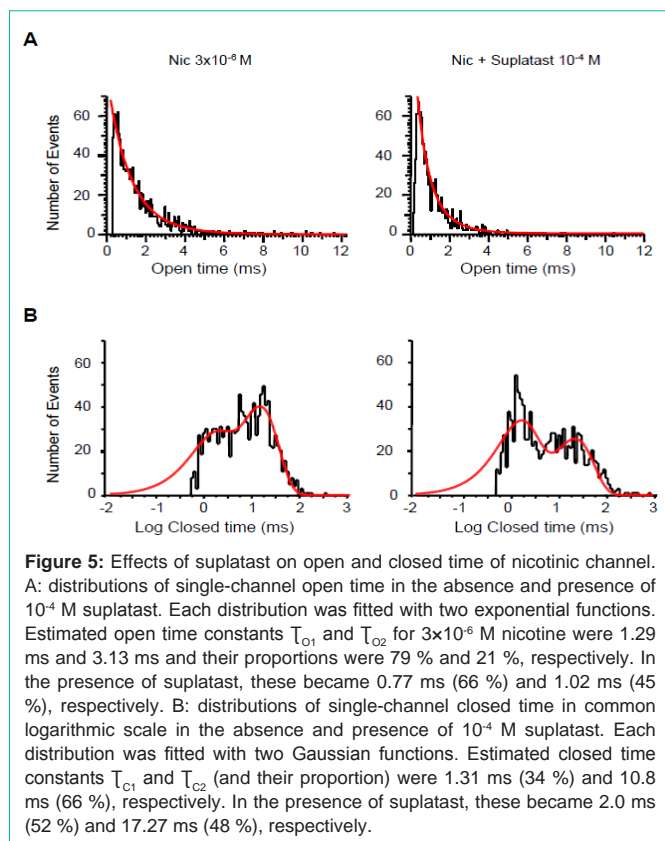 A
Nic 3x10⁻⁶ M
Nic + Suplatast 10⁻⁴ M
Number of Events
60
40
20
0
0 2 4 6 8 10 12
Open time (ms)
60
40
20
0
0 2 4 6 8 10 12
Open time (ms)
B
Number of Events
60
40
20
0
-2 -1 0 1 2 3
Log Closed time (ms)
60
40
20
0
-2 -1 0 1 2 3
Log Closed time (ms)
Figure 5: Effects of suplatast on open and closed time of nicotinic channel.
A: distributions of single-channel open time in the absence and presence of
10⁻⁴ M suplatast. Each distribution was fitted with two exponential functions.
Estimated open time constants Ʈ_O1 and Ʈ_O2 for 3×10⁻⁶ M nicotine were 1.29
ms and 3.13 ms and their proportions were 79 % and 21 %, respectively. In
the presence of suplatast, these became 0.77 ms (66 %) and 1.02 ms (45
%), respectively. B: distributions of single-channel closed time in common
logarithmic scale in the absence and presence of 10⁻⁴ M suplatast. Each
distribution was fitted with two Gaussian functions. Estimated closed time
constants Ʈ_C1 and Ʈ_C2 (and their proportion) were 1.31 ms (34 %) and 10.8
ms (66 %), respectively. In the presence of suplatast, these became 2.0 ms
(52 %) and 17.27 ms (48 %), respectively.